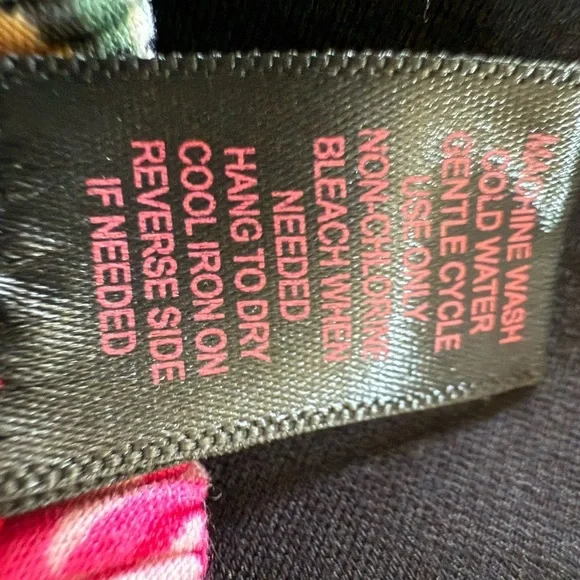 MACHINE WASH
COLD WATER
GENTLE CYCLE
USE ONLY
NON-CHLORINE
BLEACH WHEN
NEEDED
HANG TO DRY
COOL IRON ON
REVERSE SIDE
IF NEEDED